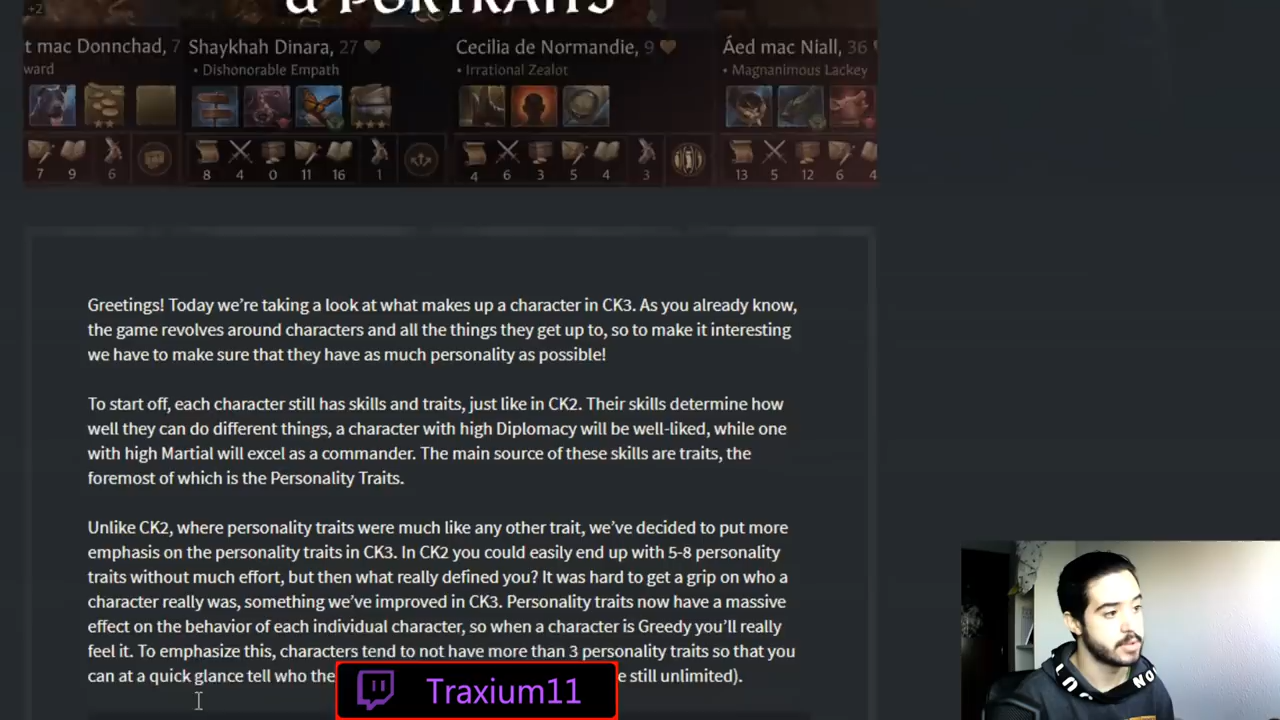 & PORTRAITS
+2
t mac Donnchad, 7
Shaykhah Dinara, 27
Cecilia de Normandie, 9
Áed mac Niall, 36
ward
• Dishonorable Empath
• Irrational Zealot
• Magnanimous Lackey
7 9 6
8 4 0 11 16 1
4 6 3 5 4 3
13 5 12 6 4
Greetings! Today we’re taking a look at what makes up a character in CK3. As you already know,
the game revolves around characters and all the things they get up to, so to make it interesting
we have to make sure that they have as much personality as possible!
To start off, each character still has skills and traits, just like in CK2. Their skills determine how
well they can do different things, a character with high Diplomacy will be well-liked, while one
with high Martial will excel as a commander. The main source of these skills are traits, the
foremost of which is the Personality Traits.
Unlike CK2, where personality traits were much like any other trait, we’ve decided to put more
emphasis on the personality traits in CK3. In CK2 you could easily end up with 5-8 personality
traits without much effort, but then what really defined you? It was hard to get a grip on who a
character really was, something we’ve improved in CK3. Personality traits now have a massive
effect on the behavior of each individual character, so when a character is Greedy you’ll really
feel it. To emphasize this, characters tend to not have more than 3 personality traits so that you
can at a quick glance tell who the e still unlimited).
Traxium11